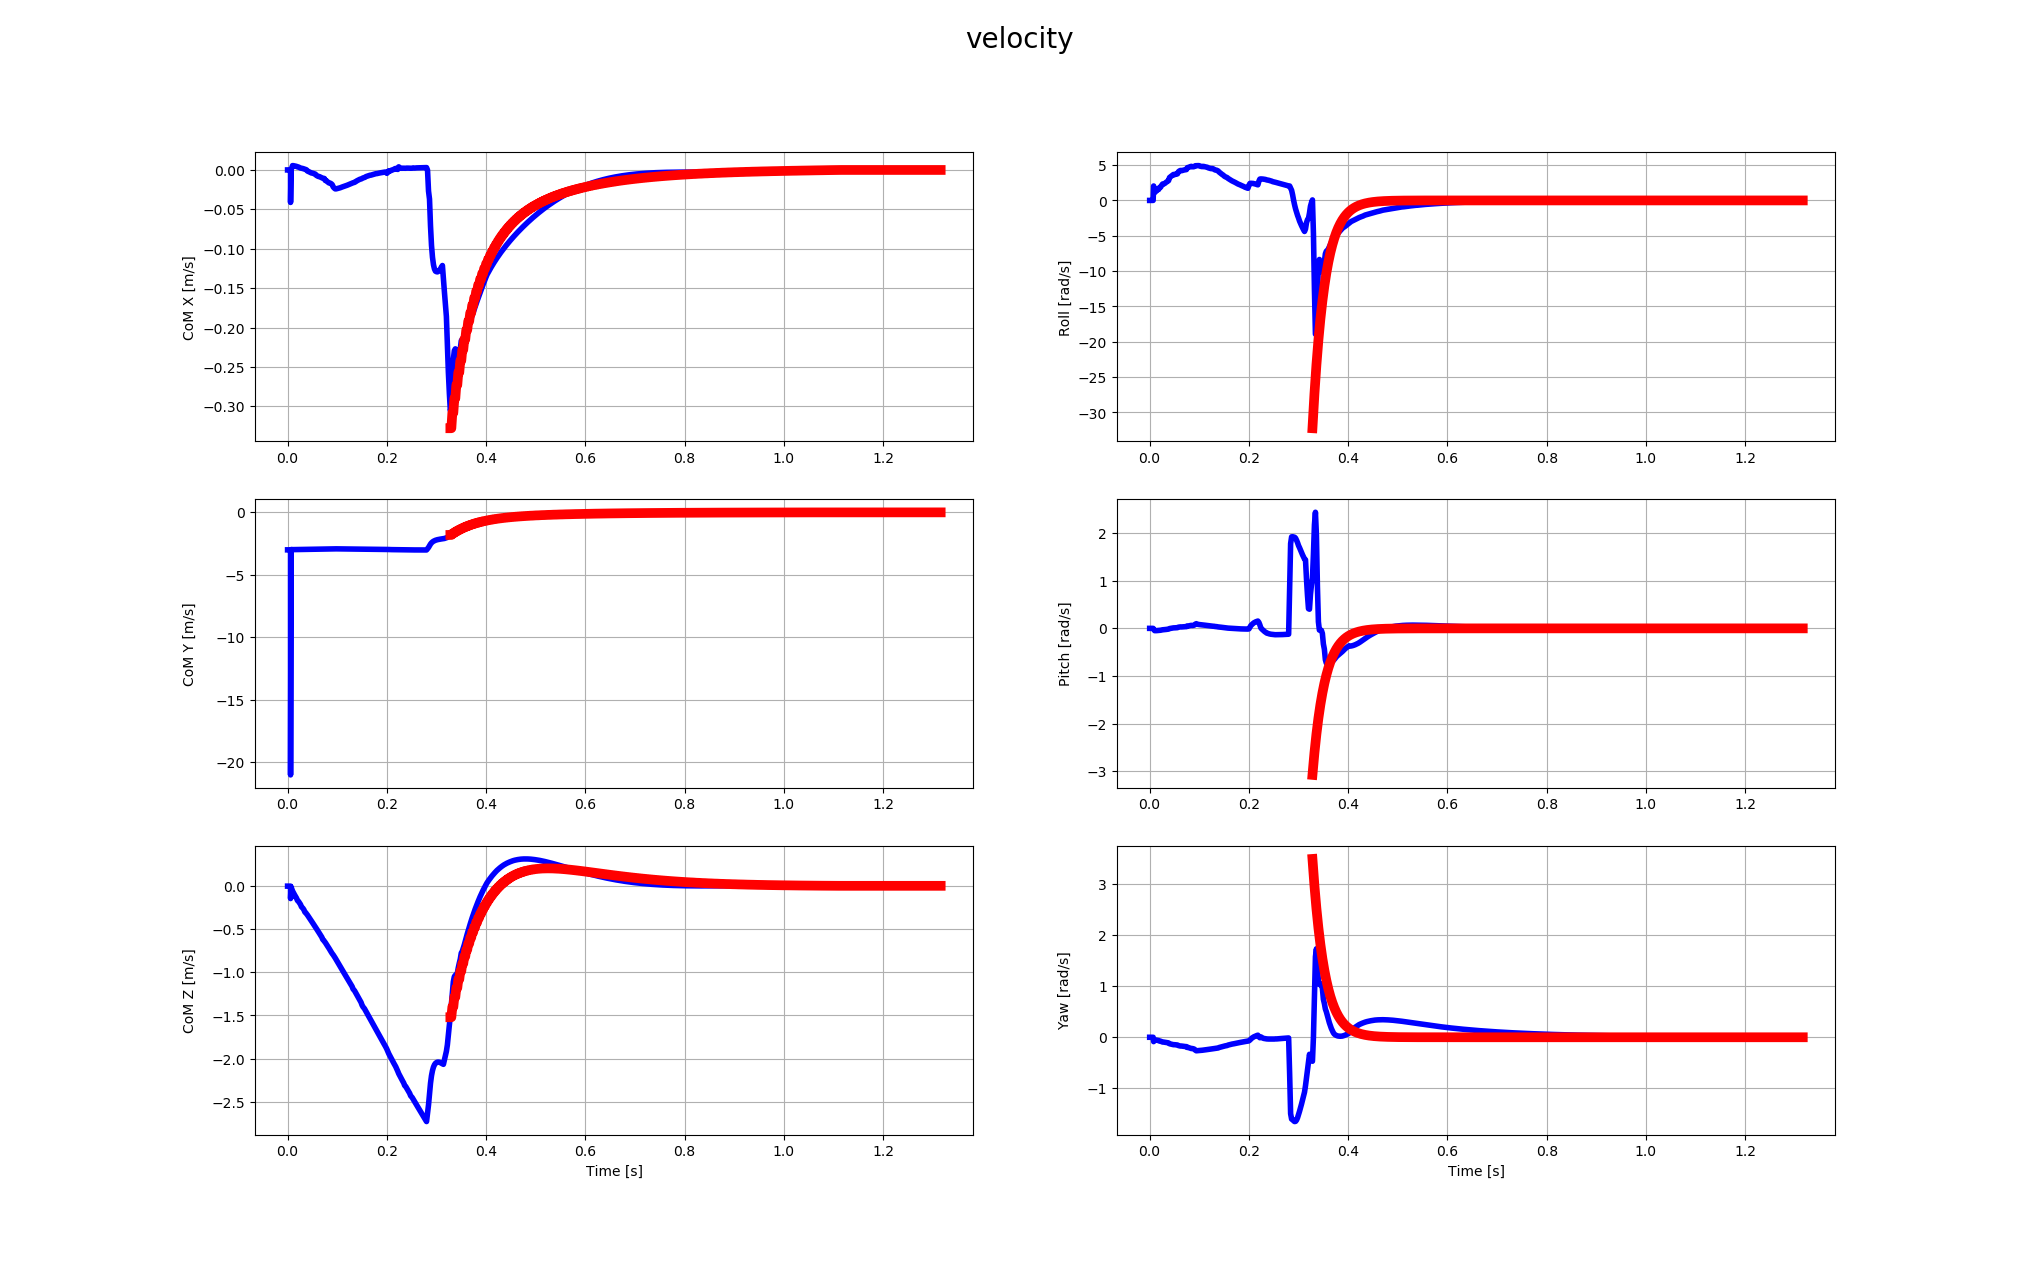 velocity
0.00
−0.05
−0.10
−0.15
−0.20
−0.25
−0.30
CoM X [m/s]
0.0 0.2 0.4 0.6 0.8 1.0 1.2
5
0
−5
−10
−15
−20
−25
−30
Roll [rad/s]
0.0 0.2 0.4 0.6 0.8 1.0 1.2
0
−5
−10
−15
−20
CoM Y [m/s]
0.0 0.2 0.4 0.6 0.8 1.0 1.2
2
1
0
−1
−2
−3
Pitch [rad/s]
0.0 0.2 0.4 0.6 0.8 1.0 1.2
0.0
−0.5
−1.0
−1.5
−2.0
−2.5
CoM Z [m/s]
0.0 0.2 0.4 0.6 0.8 1.0 1.2
Time [s]
3
2
1
0
−1
Yaw [rad/s]
0.0 0.2 0.4 0.6 0.8 1.0 1.2
Time [s]